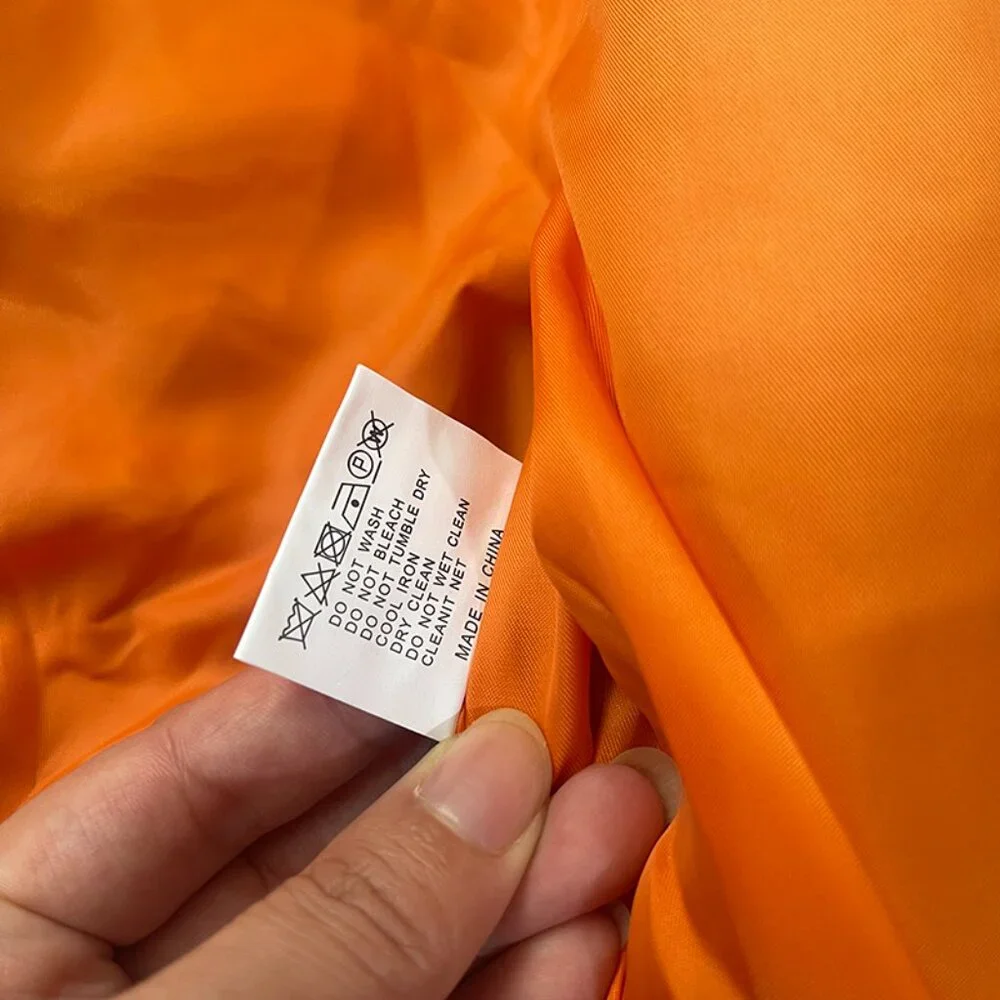 P W
DO NOT WASH
DO NOT BLEACH
DO NOT TUMBLE DRY
COOL IRON
DRY CLEAN
DO NOT WET CLEAN
CLEANIT NET
MADE IN CHINA